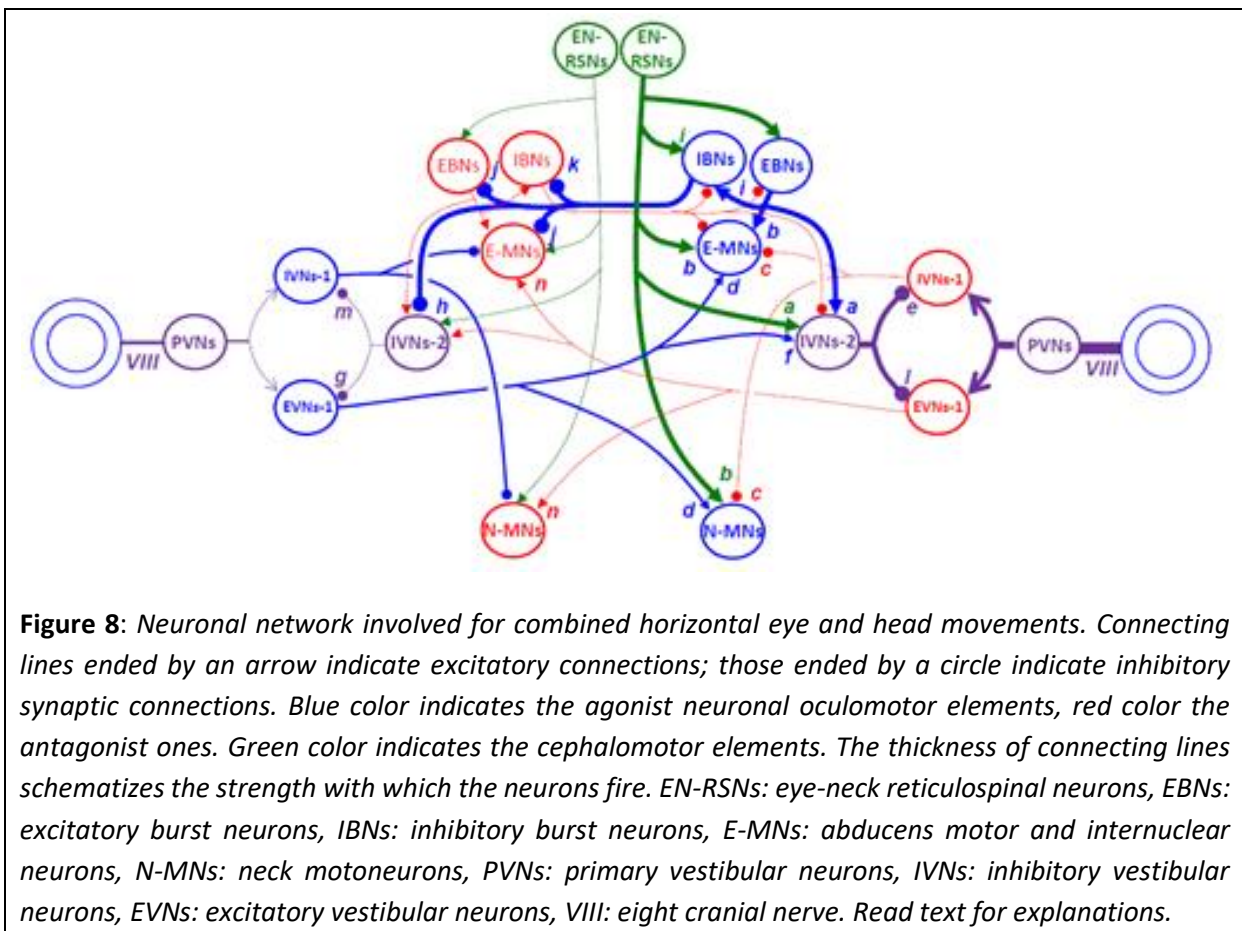 EN-
RSNs
EN-
RSNs
i
EBNs
j
IBNs
k
IBNs
l
EBNs
E-MNs
j
n
E-MNs
b
b
c
d
IVNs-1
m
h
IVNs-2
a
a
IVNs-2
f
e
IVNs-1
VIII
PVNs
PVNs
VIII
g
EVNs-1
l
EVNs-1
N-MNs
n
b
c
d
N-MNs
Figure 8: Neuronal network involved for combined horizontal eye and head movements. Connecting
lines ended by an arrow indicate excitatory connections; those ended by a circle indicate inhibitory
synaptic connections. Blue color indicates the agonist neuronal oculomotor elements, red color the
antagonist ones. Green color indicates the cephalomotor elements. The thickness of connecting lines
schematizes the strength with which the neurons fire. EN-RSNs: eye-neck reticulospinal neurons, EBNs:
excitatory burst neurons, IBNs: inhibitory burst neurons, E-MNs: abducens motor and internuclear
neurons, N-MNs: neck motoneurons, PVNs: primary vestibular neurons, IVNs: inhibitory vestibular
neurons, EVNs: excitatory vestibular neurons, VIII: eight cranial nerve. Read text for explanations.